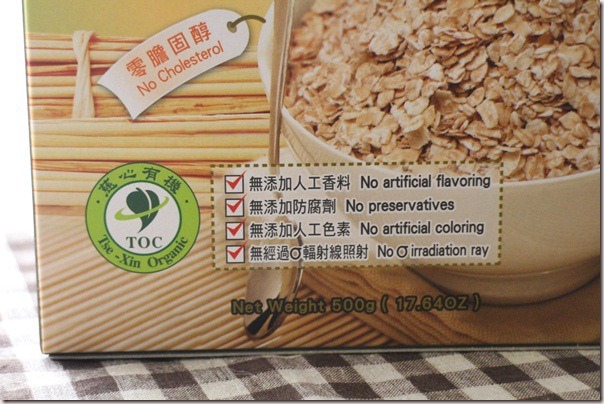 零膽固醇
No Cholesterol
慈心有機
TOC
Tse-Xin Organic
無添加人工香料 No artificial flavoring
無添加防腐劑 No preservatives
無添加人工色素 No artificial coloring
無經過σ輻射線照射 No σ irradiation ray
Net Weight 500g ( 17.64OZ )